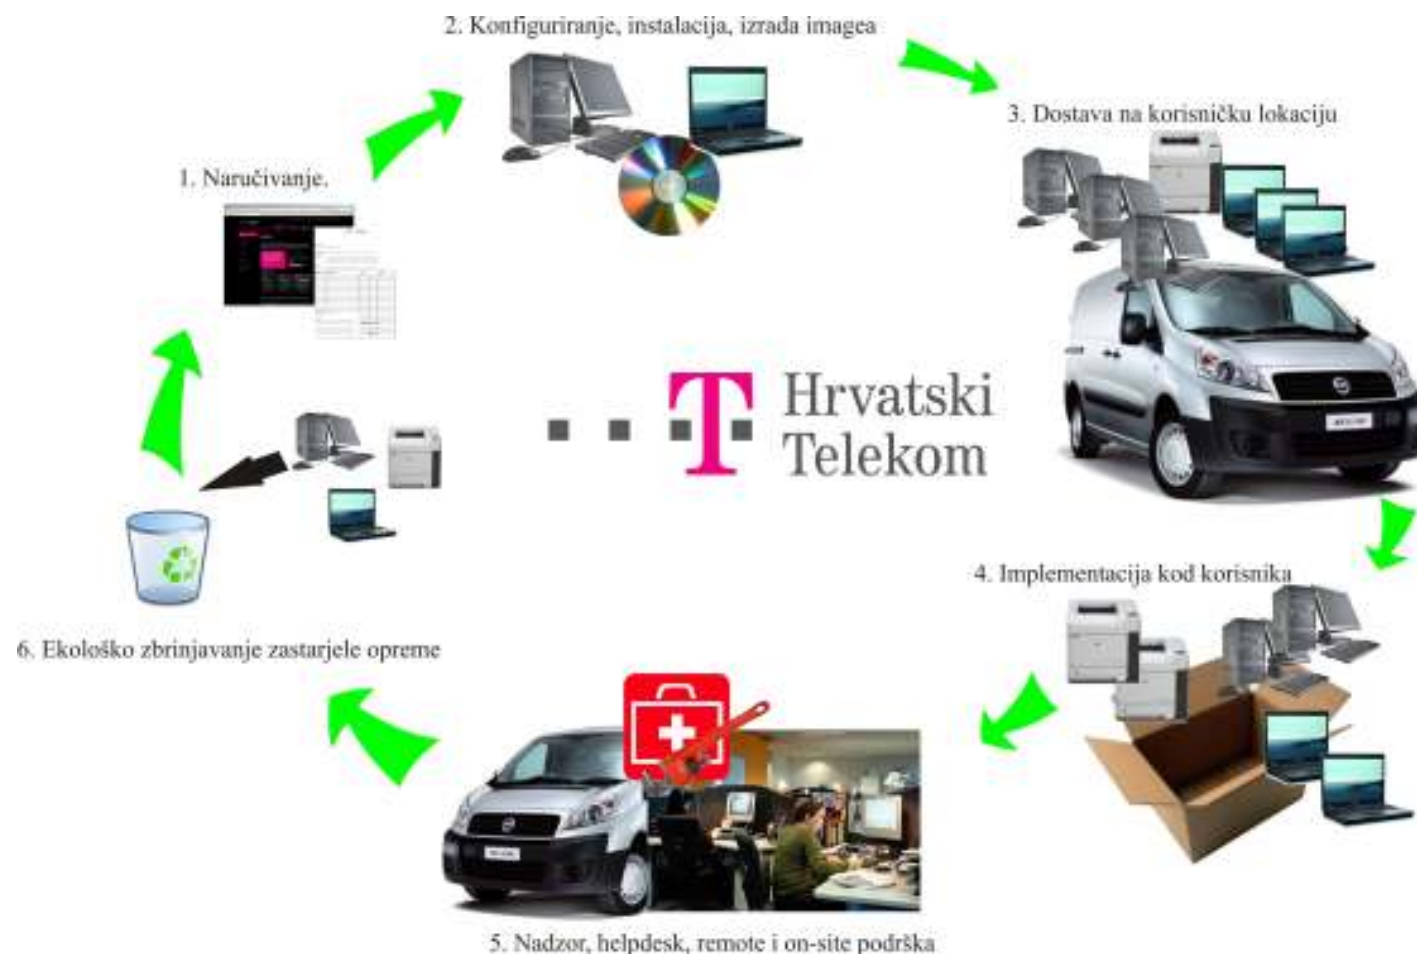 2. Konfiguriranje, instalacija, izrada imagea
3. Dostava na korisničku lokaciju
1. Naručivanje.
T Hrvatski
Telekom
4. Implementacija kod korisnika
6. Ekološko zbrinjavanje zastarjele opreme
5. Nadzor, helpdesk, remote i on-site podrška